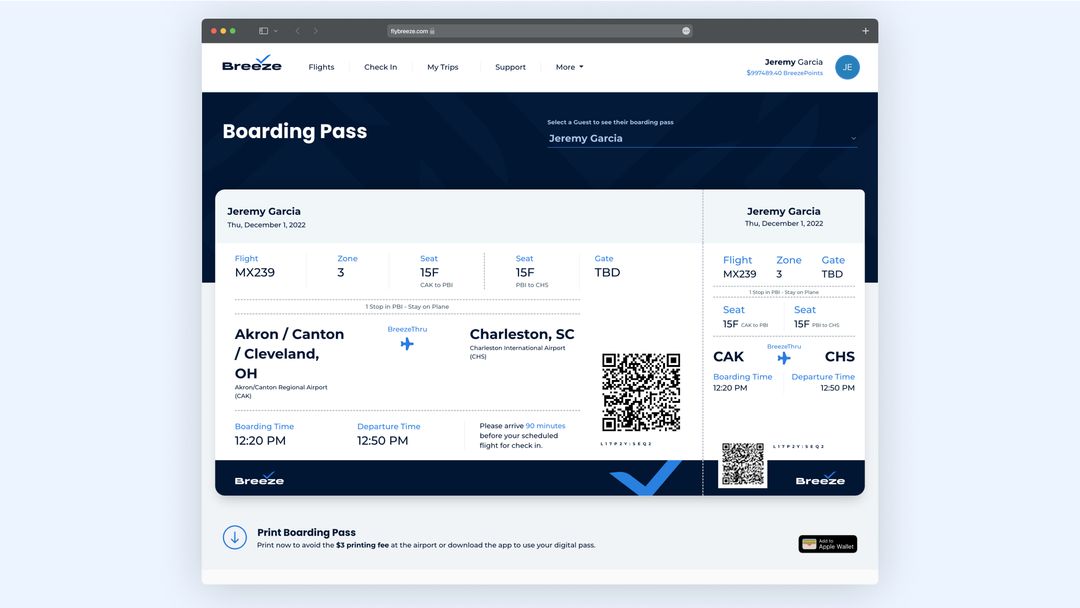 flybreeze.com
Breeze
Flights
Check In
My Trips
Support
More
Jeremy Garcia
$997489.40 BreezePoints
JE
Boarding Pass
Select a Guest to see their boarding pass
Jeremy Garcia
Jeremy Garcia
Thu, December 1, 2022
Flight
MX239
Zone
3
Seat
15F
CAK to PBI
Seat
15F
PBI to CHS
Gate
TBD
1 Stop in PBI - Stay on Plane
Akron / Canton
/ Cleveland,
OH
Akron/Canton Regional Airport
(CAK)
BreezeThru
Charleston, SC
Charleston International Airport
(CHS)
Boarding Time
12:20 PM
Departure Time
12:50 PM
Please arrive 90 minutes
before your scheduled
flight for check in.
L17P2Y:SEQ2
Breeze
Jeremy Garcia
Thu, December 1, 2022
Flight
MX239
Zone
3
Gate
TBD
1 Stop in PBI - Stay on Plane
Seat
15F CAK to PBI
Seat
15F PBI to CHS
BreezeThru
CAK
CHS
Boarding Time
12:20 PM
Departure Time
12:50 PM
L17P2Y:SEQ2
Breeze
Print Boarding Pass
Print now to avoid the $3 printing fee at the airport or download the app to use your digital pass.
Add to
Apple Wallet